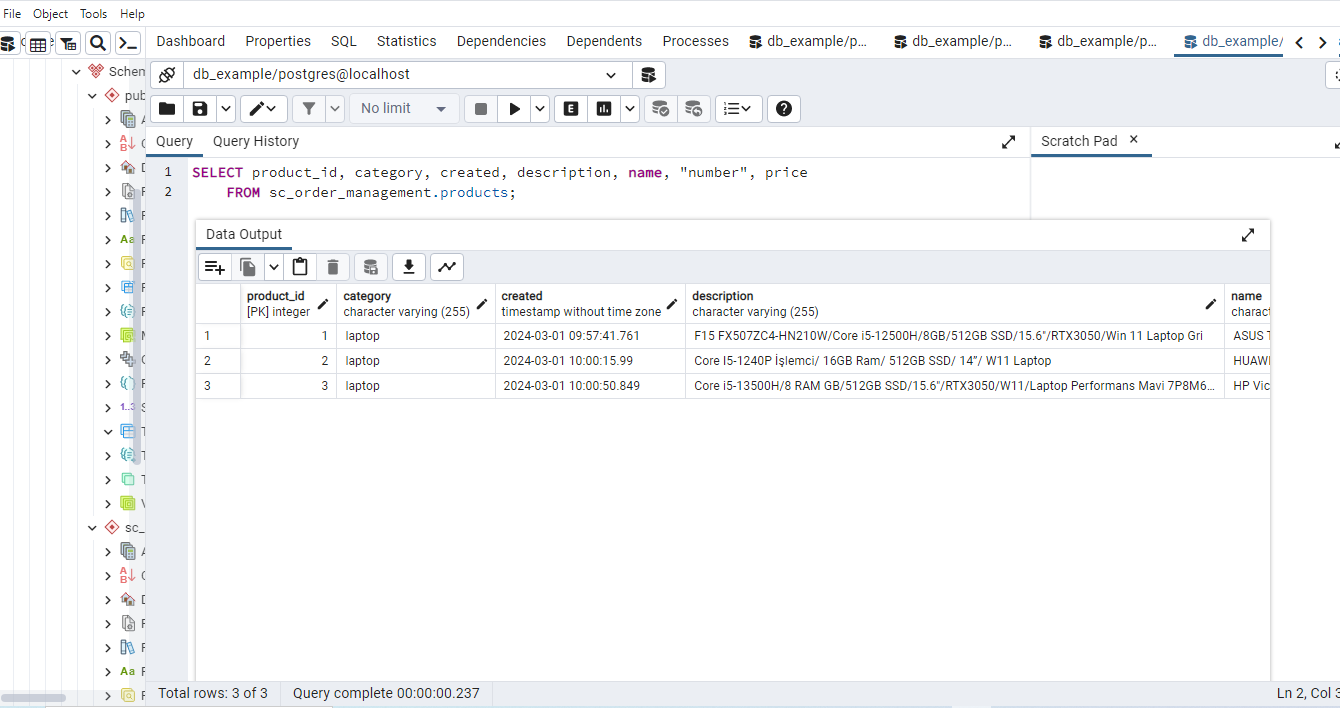 File Object Tools Help
Dashboard Properties SQL Statistics Dependencies Dependents Processes db_example/p... db_example/p... db_example/p... db_example/
Schem
db_example/postgres@localhost
pub
No limit
E
Query Query History Scratch Pad
1 SELECT product_id, category, created, description, name, "number", price
2 FROM sc_order_management.products;
Data Output
product_id category created description name
[PK] integer character varying (255) timestamp without time zone character varying (255) charact
1 1 laptop 2024-03-01 09:57:41.761 F15 FX507ZC4-HN210W/Core i5-12500H/8GB/512GB SSD/15.6"/RTX3050/Win 11 Laptop Gri ASUS T
2 2 laptop 2024-03-01 10:00:15.99 Core I5-1240P İşlemci/ 16GB Ram/ 512GB SSD/ 14”/ W11 Laptop HUAWI
3 3 laptop 2024-03-01 10:00:50.849 Core i5-13500H/8 RAM GB/512GB SSD/15.6"/RTX3050/W11/Laptop Performans Mavi 7P8M6... HP Vic
Aa
1..3
sc_
Aa
Total rows: 3 of 3 Query complete 00:00:00.237 Ln 2, Col 3